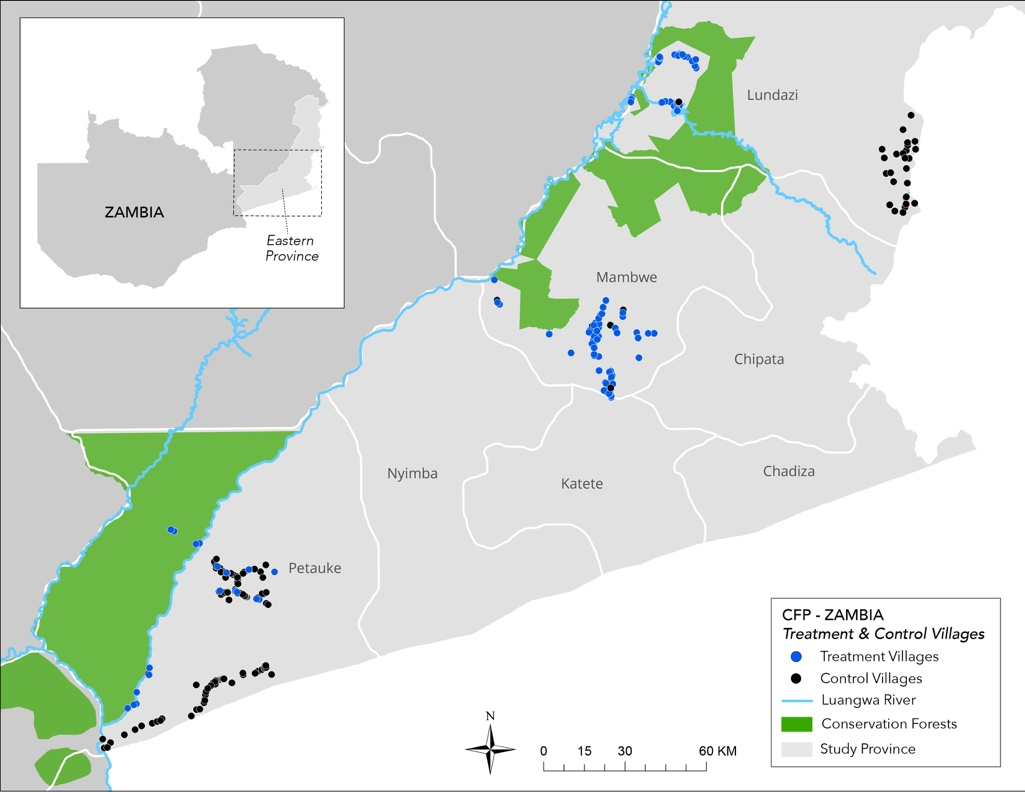 ZAMBIA
Eastern
Province
Lundazi
Mambwe
Chipata
Nyimba
Katete
Chadiza
Petauke
CFP - ZAMBIA
Treatment & Control Villages
Treatment Villages
Control Villages
Luangwa River
Conservation Forests
Study Province
N
0 15 30 60 KM